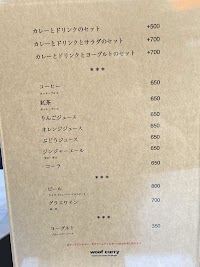 カレーとドリンクのセット +500
カレーとドリンクとサラダのセット +700
カレーとドリンクとヨーグルトのセット +700
***
コーヒー 650
紅茶 650
りんごジュース 650
オレンジジュース 650
ぶどうジュース 650
ジンジャーエール 650
コーラ 650
***
ビール 800
グラスワイン 700
***
ヨーグルト 350
woof curry